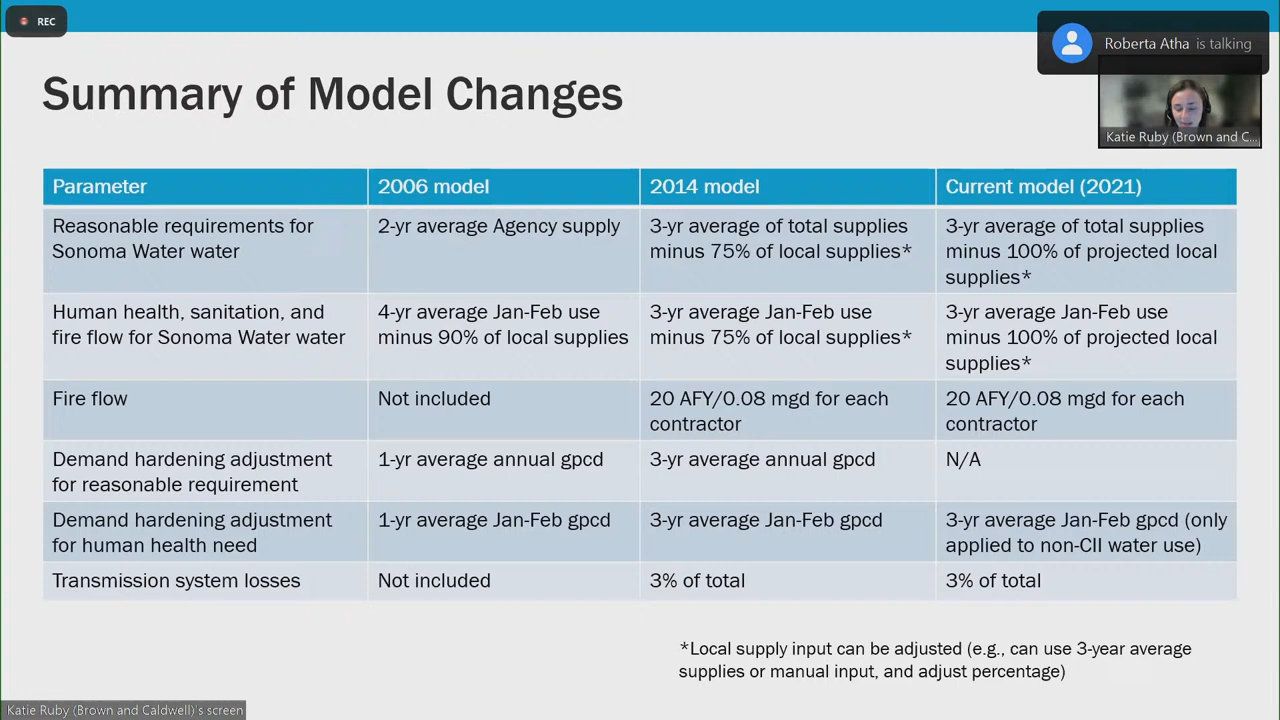 REC
Roberta Atha is talking
Katie Ruby (Brown and C...
Summary of Model Changes
Parameter
2006 model
2014 model
Current model (2021)
Reasonable requirements for
Sonoma Water water
2-yr average Agency supply
3-yr average of total supplies
minus 75% of local supplies*
3-yr average of total supplies
minus 100% of projected local
supplies*
Human health, sanitation, and
fire flow for Sonoma Water water
4-yr average Jan-Feb use
minus 90% of local supplies
3-yr average Jan-Feb use
minus 75% of local supplies*
3-yr average Jan-Feb use
minus 100% of projected local
supplies*
Fire flow
Not included
20 AFY/0.08 mgd for each
contractor
20 AFY/0.08 mgd for each
contractor
Demand hardening adjustment
for reasonable requirement
1-yr average annual gpcd
3-yr average annual gpcd
N/A
Demand hardening adjustment
for human health need
1-yr average Jan-Feb gpcd
3-yr average Jan-Feb gpcd
3-yr average Jan-Feb gpcd (only
applied to non-CII water use)
Transmission system losses
Not included
3% of total
3% of total
*Local supply input can be adjusted (e.g., can use 3-year average
supplies or manual input, and adjust percentage)
Katie Ruby (Brown and Caldwell)'s screen